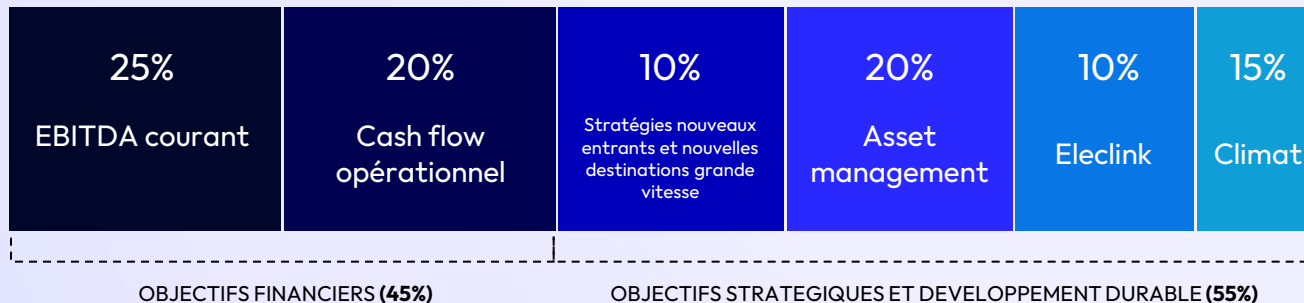 25%
EBITDA courant
20%
Cash flow
opérationnel
10%
Stratégies nouveaux
entrants et nouvelles
destinations grande
vitesse
20%
Asset
management
10%
Eleclink
15%
Climat
OBJECTIFS FINANCIERS (45%)
OBJECTIFS STRATEGIQUES ET DEVELOPPEMENT DURABLE (55%)